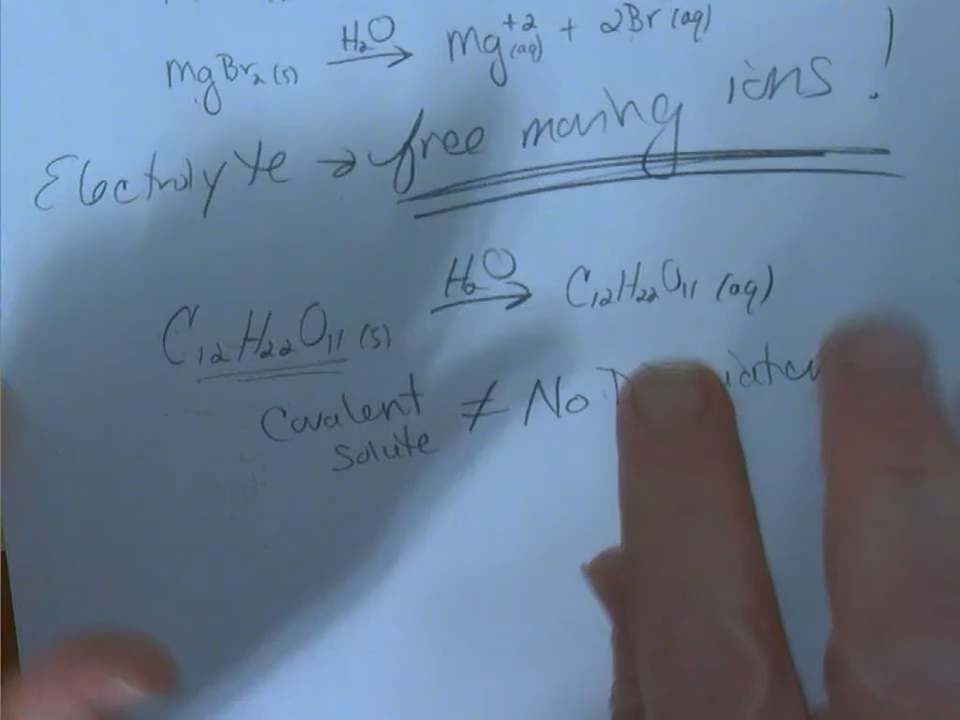 MgBr₂(s) H₂O → Mg⁺²(aq) + 2Br(aq)
Electrolyte → free moving ions!
C₁₂H₂₂O₁₁(s) H₂O → C₁₂H₂₂O₁₁(aq)
Covalent ≠ No
Solute